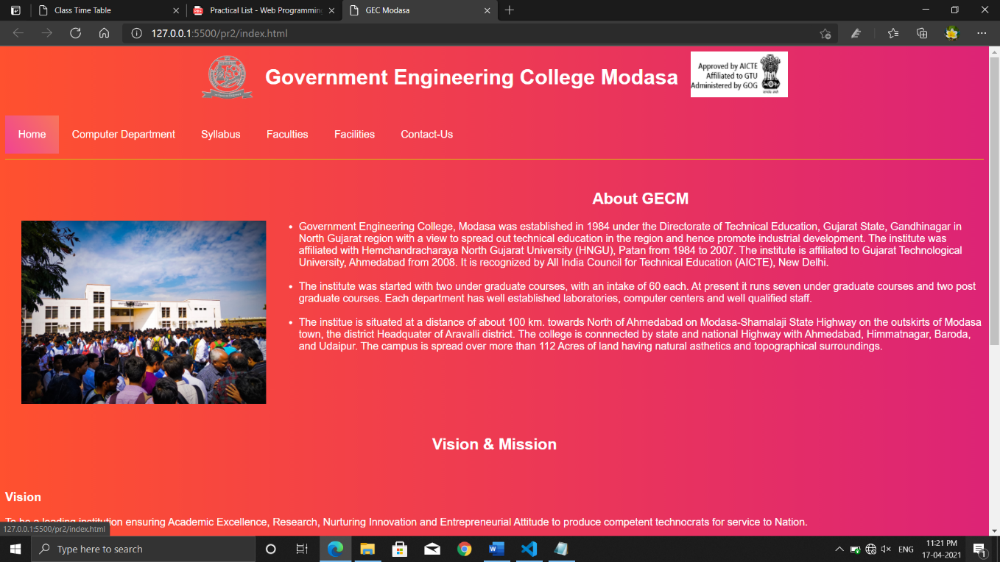 Class Time Table
Practical List - Web Programming
GEC Modasa
127.0.0.1:5500/pr2/index.html
Government Engineering College Modasa
Approved by AICTE
Affiliated to GTU
Administered by GOG
Home
Computer Department
Syllabus
Faculties
Facilities
Contact-Us
About GECM
• Government Engineering College, Modasa was established in 1984 under the Directorate of Technical Education, Gujarat State, Gandhinagar in
North Gujarat region with a view to spread out technical education in the region and hence promote industrial development. The institute was
affiliated with Hemchandracharaya North Gujarat University (HNGU), Patan from 1984 to 2007. The institute is affiliated to Gujarat Technological
University, Ahmedabad from 2008. It is recognized by All India Council for Technical Education (AICTE), New Delhi.
• The institute was started with two under graduate courses, with an intake of 60 each. At present it runs seven under graduate courses and two post
graduate courses. Each department has well established laboratories, computer centers and well qualified staff.
• The institue is situated at a distance of about 100 km. towards North of Ahmedabad on Modasa-Shamalaji State Highway on the outskirts of Modasa
town, the district Headquater of Aravalli district. The college is connnected by state and national Highway with Ahmedabad, Himmatnagar, Baroda,
and Udaipur. The campus is spread over more than 112 Acres of land having natural asthetics and topographical surroundings.
Vision & Mission
Vision
To be a leading institution ensuring Academic Excellence, Research, Nurturing Innovation and Entrepreneurial Attitude to produce competent technocrats for service to Nation.
127.0.0.1:5500/pr2/index.html
Type here to search
ENG
11:21 PM
17-04-2021
1